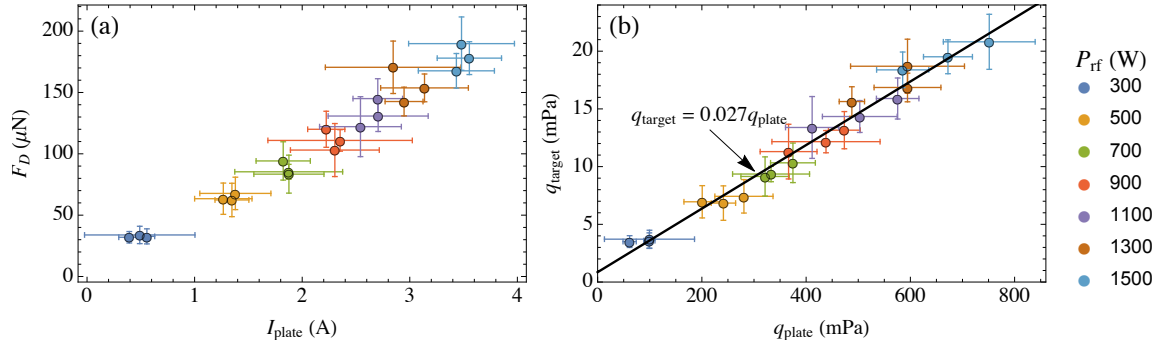 (a)
200
150
100
50
0
F_D (μN)
0 1 2 3 4
I_plate (A)
(b)
20
15
10
5
0
q_target (mPa)
q_target = 0.027q_plate
0 200 400 600 800
q_plate (mPa)
P_rf (W)
300
500
700
900
1100
1300
1500